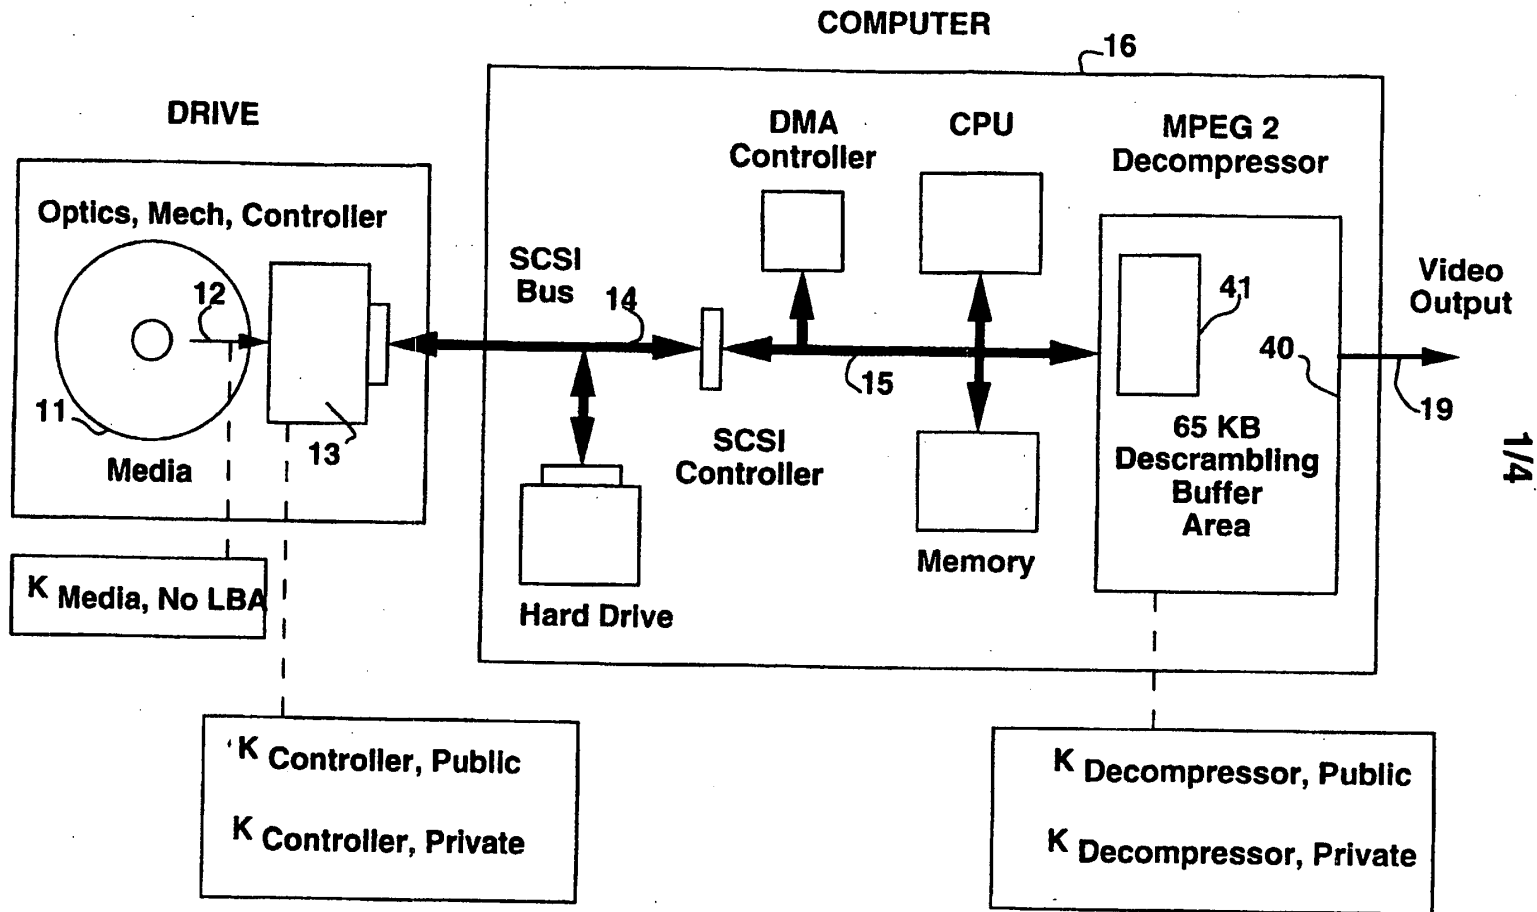 COMPUTER
16
DRIVE
Optics, Mech, Controller
12
11
13
Media
K Media, No LBA
K Controller, Public
K Controller, Private
SCSI
Bus
14
Hard Drive
SCSI
Controller
DMA
Controller
15
CPU
Memory
MPEG 2
Decompressor
41
40
65 KB
Descrambling
Buffer
Area
K Decompressor, Public
K Decompressor, Private
Video
Output
19
1/4